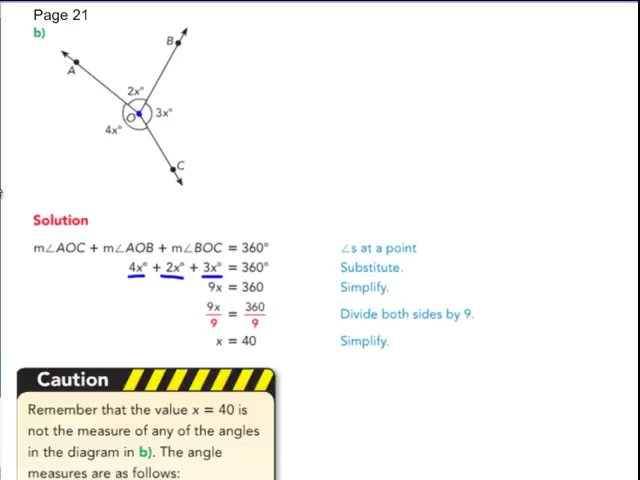 Page 21
b)
B
A
2x°
O
3x°
4x°
C
Solution
m∠AOC + m∠AOB + m∠BOC = 360° ∠s at a point
4x° + 2x° + 3x° = 360° Substitute.
9x = 360 Simplify.
9x/9 = 360/9 Divide both sides by 9.
x = 40 Simplify.
Caution
Remember that the value x = 40 is
not the measure of any of the angles
in the diagram in b). The angle
measures are as follows: